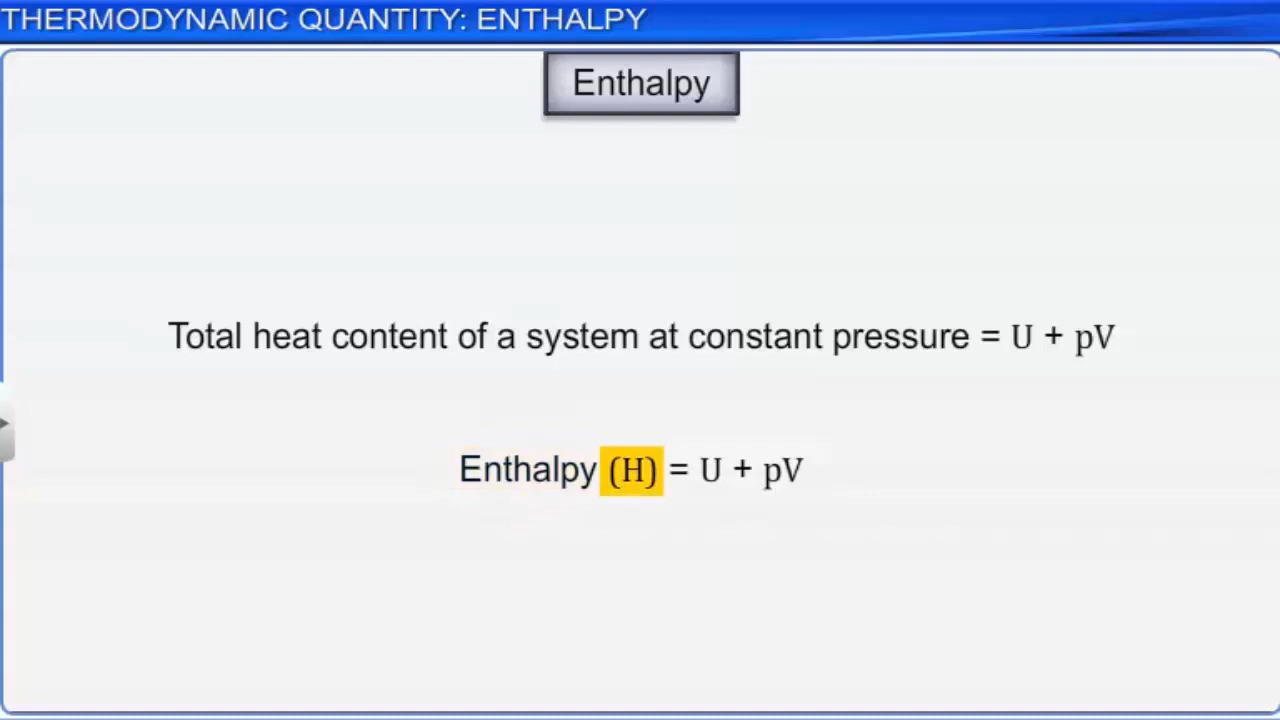 THERMODYNAMIC QUANTITY: ENTHALPY
Enthalpy
Total heat content of a system at constant pressure = U + pV
Enthalpy (H) = U + pV